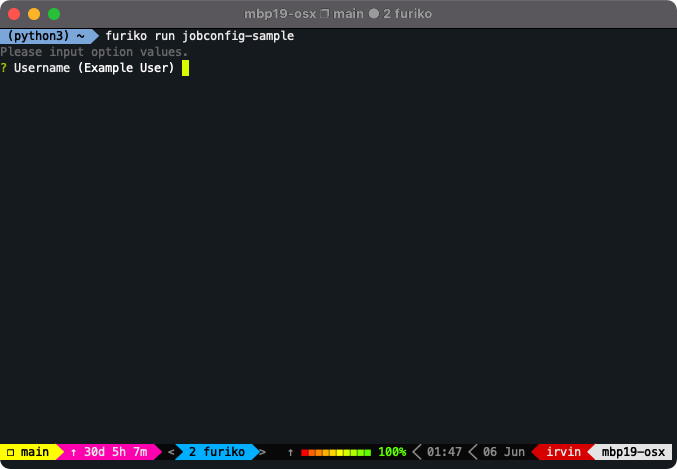 mbp19-osx ❐ main ● 2 furiko
(python3) ~ furiko run jobconfig-sample
Please input option values.
? Username (Example User)
❐ main ↑ 30d 5h 7m < 2 furiko > ↑ 100% 01:47 06 Jun irvin mbp19-osx